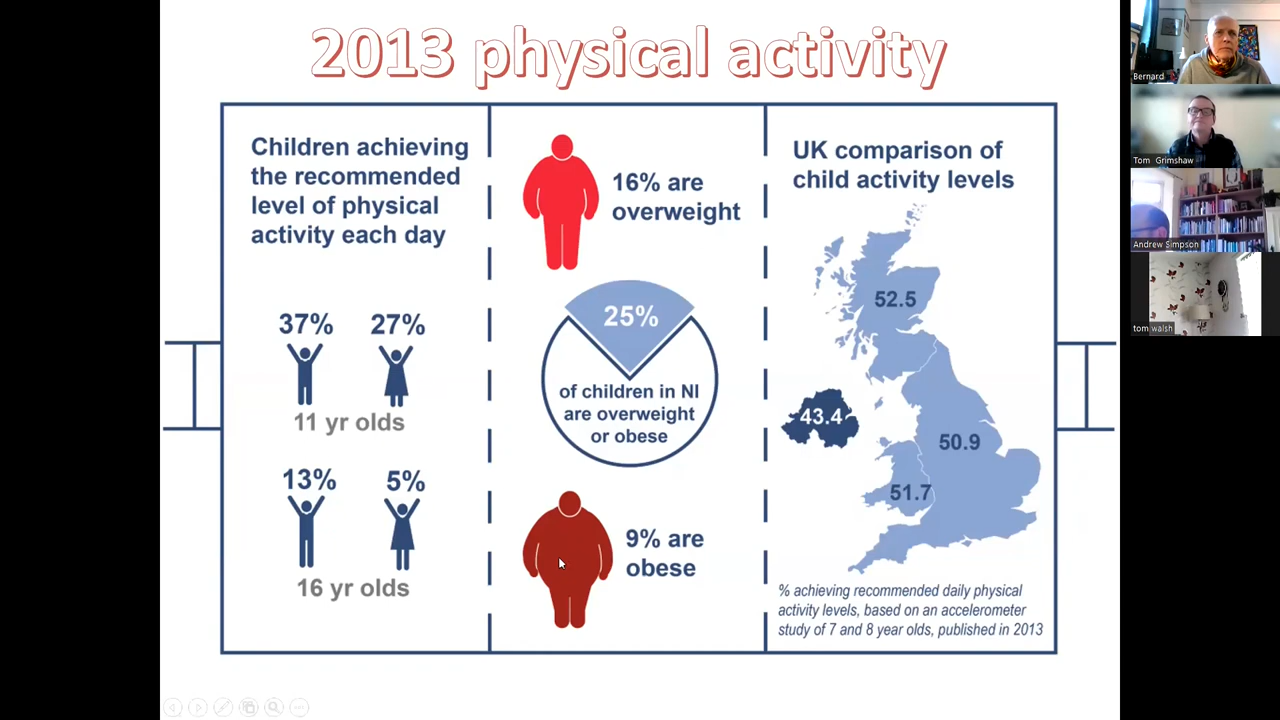 2013 physical activity
Children achieving
the recommended
level of physical
activity each day
37% 27%
11 yr olds
13% 5%
16 yr olds
16% are
overweight
25%
of children in NI
are overweight
or obese
9% are
obese
UK comparison of
child activity levels
52.5
43.4
50.9
51.7
% achieving recommended daily physical
activity levels, based on an accelerometer
study of 7 and 8 year olds, published in 2013
Bernard
Tom Grimshaw
Andrew Simpson
tom walsh